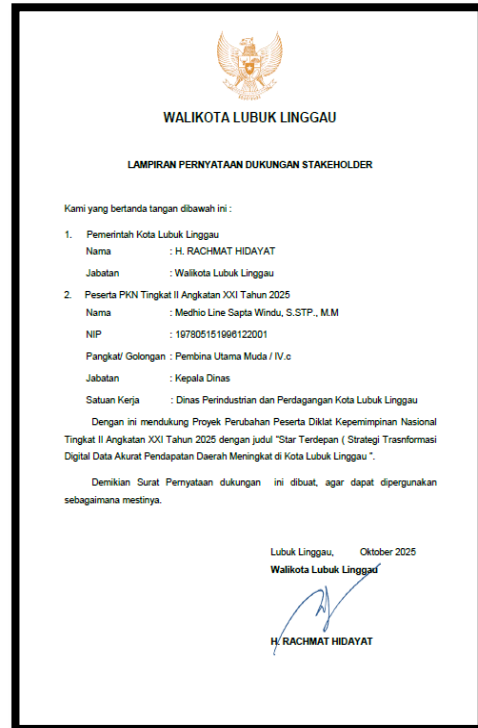 WALIKOTA LUBUK LINGGAU
LAMPIRAN PERNYATAAN DUKUNGAN STAKEHOLDER
Kami yang bertanda tangan dibawah ini :
1. Pemerintah Kota Lubuk Linggau
Nama : H. RACHMAT HIDAYAT
Jabatan : Walikota Lubuk Linggau
2. Peserta PKN Tingkat II Angkatan XXI Tahun 2025
Nama : Medhio Line Sapta Windu, S.STP., M.M
NIP : 197805151996122001
Pangkat/ Golongan : Pembina Utama Muda / IV.c
Jabatan : Kepala Dinas
Satuan Kerja : Dinas Perindustrian dan Perdagangan Kota Lubuk Linggau
Dengan ini mendukung Proyek Perubahan Peserta Diklat Kepemimpinan Nasional
Tingkat II Angkatan XXI Tahun 2025 dengan judul "Star Terdepan ( Strategi Trasnformasi
Digital Data Akurat Pendapatan Daerah Meningkat di Kota Lubuk Linggau ".
Demikian Surat Pernyataan dukungan ini dibuat, agar dapat dipergunakan
sebagaimana mestinya.
Lubuk Linggau, Oktober 2025
Walikota Lubuk Linggau
H. RACHMAT HIDAYAT